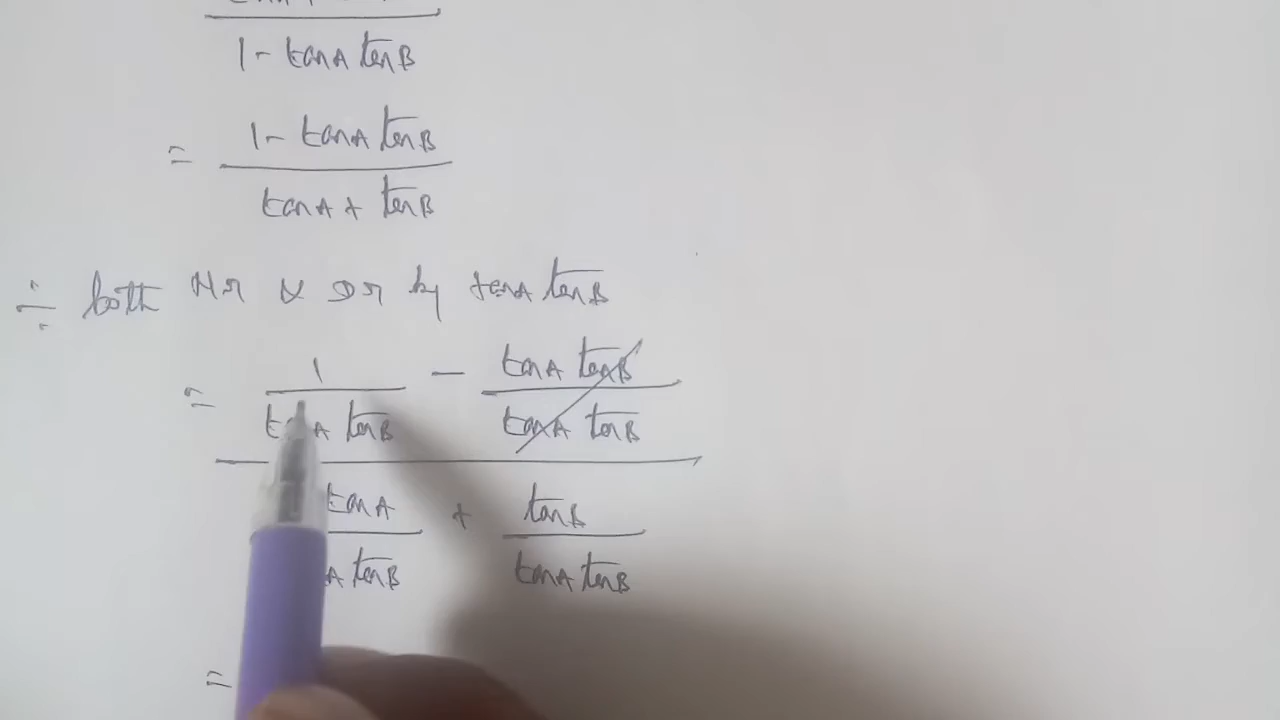 1 - tanA tanB
= 1 - tanA tanB
tanA + tanB
÷ both Nr & Dr by tanA tanB
= 1 - tanA tanB
tanA tanB tanA tanB
tanA + tanB
A tanB tanA tanB
=